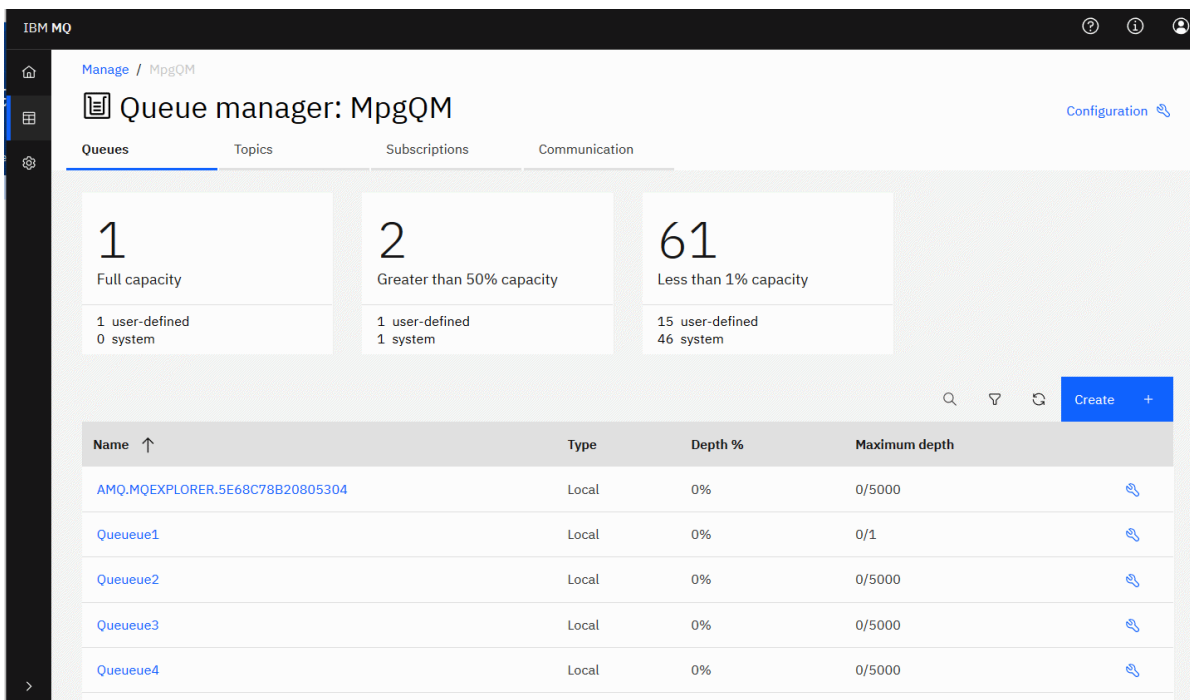 IBM MQ
Manage / MpgQM
Queue manager: MpgQM
Configuration
Queues Topics Subscriptions Communication
1
Full capacity
1 user-defined
0 system
2
Greater than 50% capacity
1 user-defined
1 system
61
Less than 1% capacity
15 user-defined
46 system
Create +
Name ↑ Type Depth % Maximum depth
AMQ.MQEXPLORER.5E68C78B20805304 Local 0% 0/5000
Queueue1 Local 0% 0/1
Queueue2 Local 0% 0/5000
Queueue3 Local 0% 0/5000
Queueue4 Local 0% 0/5000